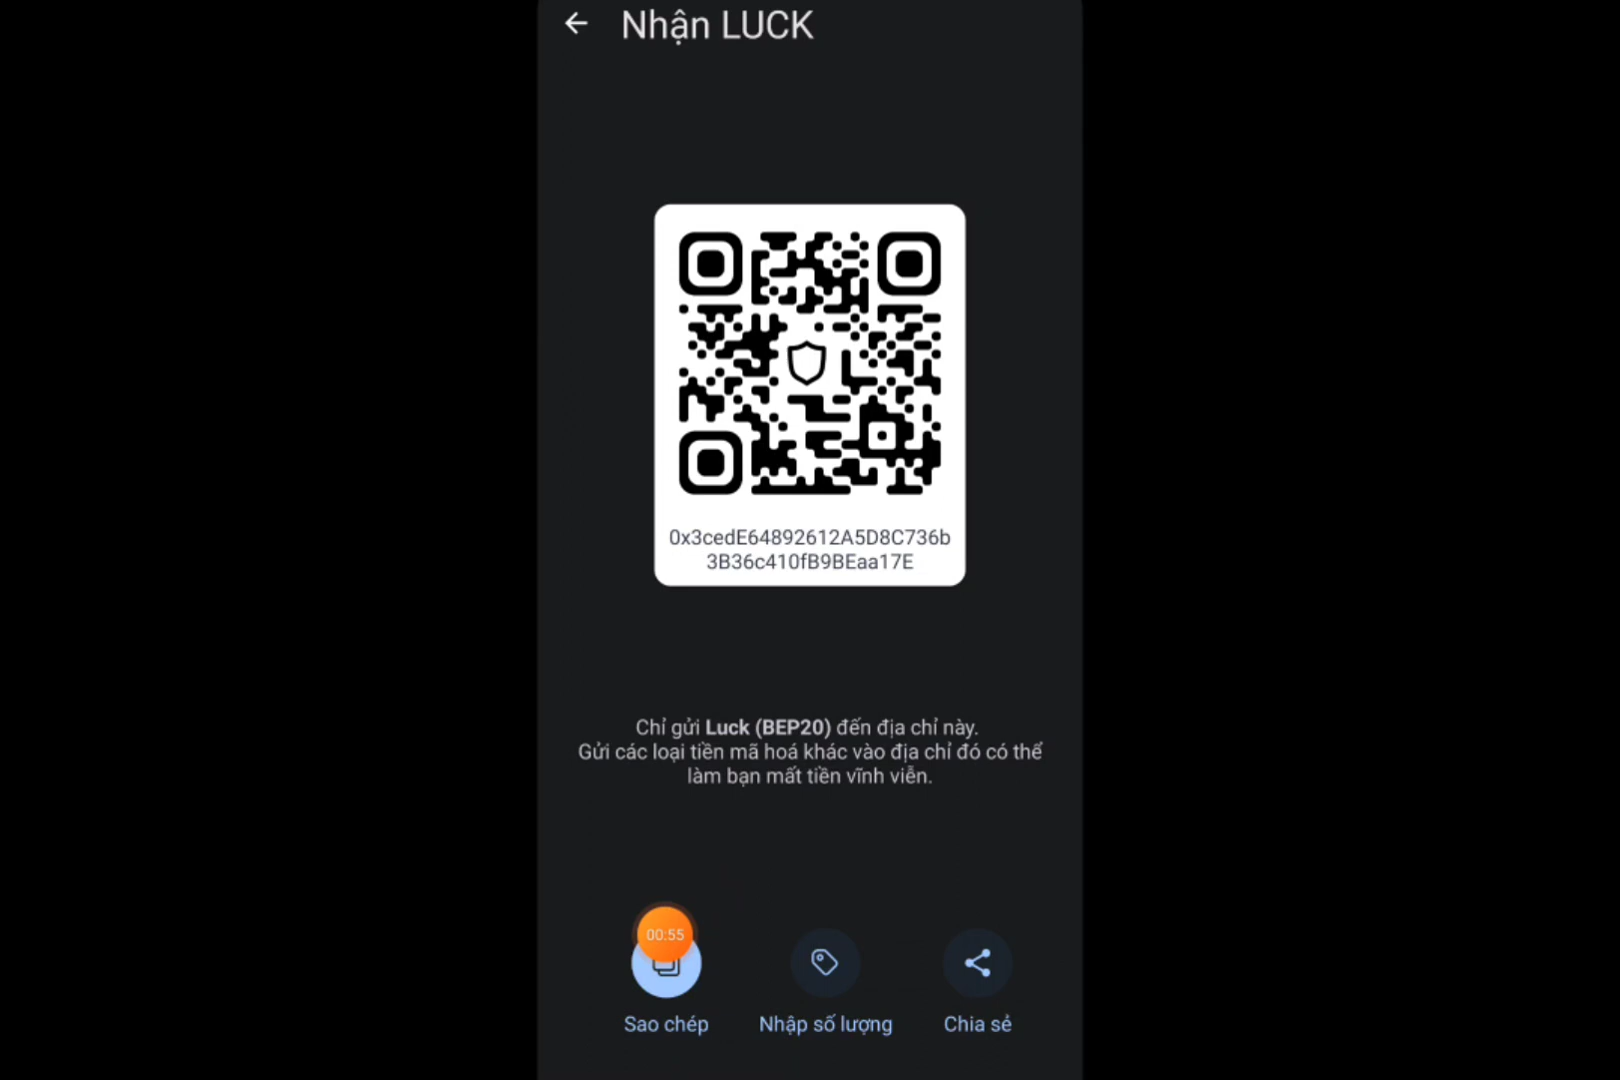 Nhận LUCK
0x3cedE64892612A5D8C736b
3B36c410fB9BEaa17E
Chỉ gửi Luck (BEP20) đến địa chỉ này.
Gửi các loại tiền mã hoá khác vào địa chỉ đó có thể
làm bạn mất tiền vĩnh viễn.
00:55
Sao chép
Nhập số lượng
Chia sẻ